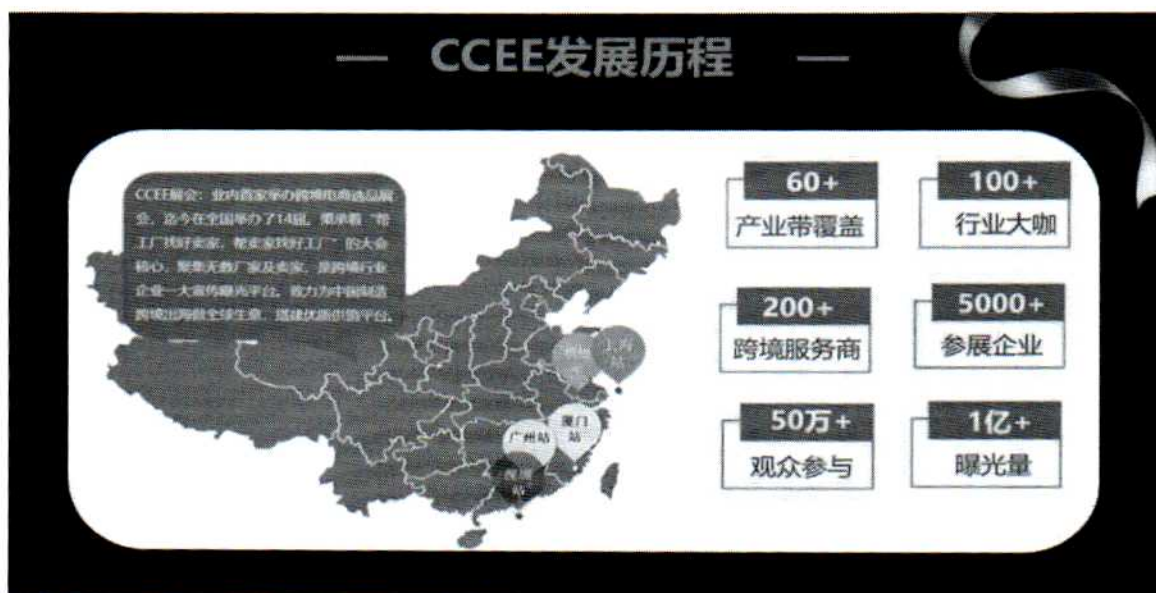 CCEE发展历程
CCEE展会：业内首家举办跨境电商选品展
会，迄今在全国举办了14届，秉承着“帮
工厂找好卖家，帮卖家找好工厂”的大会
核心，聚集无数厂家及卖家，是跨境行业
企业一大宣传曝光平台，致力为中国制造
跨境出海做全球生意，搭建优质供销平台。
60+
产业带覆盖
100+
行业大咖
200+
跨境服务商
5000+
参展企业
50万+
观众参与
1亿+
曝光量
上海
厦门
站
广州站